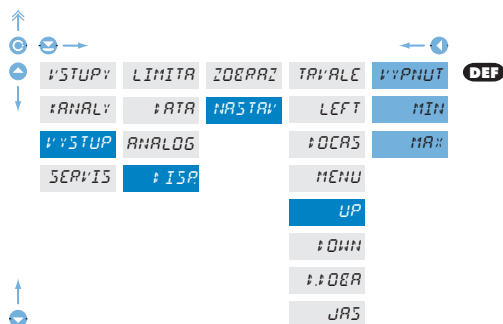 VSTUPY LIMITA ZOBRAZ TRVALE VYPNUT DEF
KANALY DATA NASTAV LEFT MIN
VYSTUP ANALOG DOCAS MAX
SERVIS DISP. MENU
UP
DOWN
D.DOBA
JAS